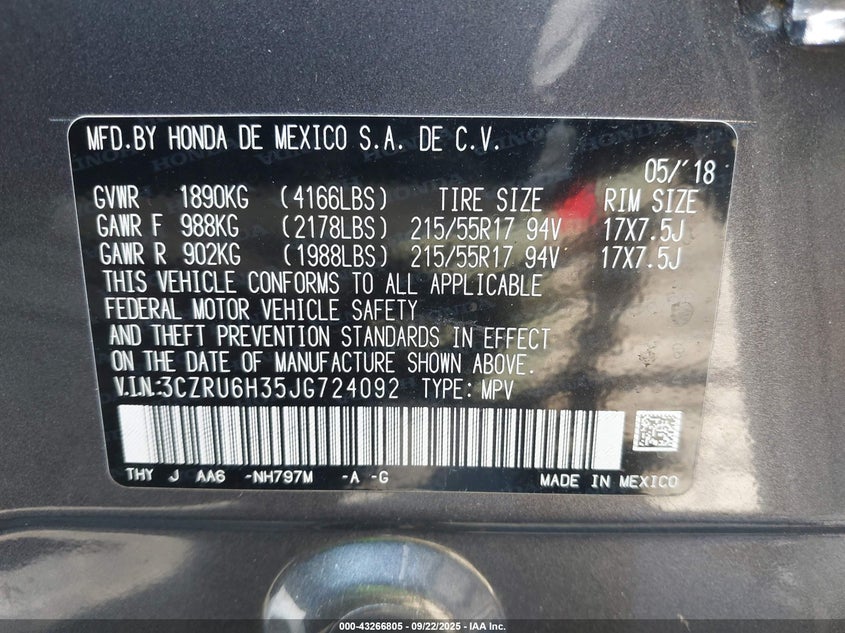 MFD.BY HONDA DE MEXICO S.A. DE C.V.
05/'18
GVWR 1890KG (4166LBS) TIRE SIZE RIM SIZE
GAWR F 988KG (2178LBS) 215/55R17 94V 17X7.5J
GAWR R 902KG (1988LBS) 215/55R17 94V 17X7.5J
THIS VEHICLE CONFORMS TO ALL APPLICABLE
FEDERAL MOTOR VEHICLE SAFETY
AND THEFT PREVENTION STANDARDS IN EFFECT
ON THE DATE OF MANUFACTURE SHOWN ABOVE.
V.I.N:3CZRU6H35JG724092 TYPE: MPV
THY J AA6 -NH797M -A -G MADE IN MEXICO
000-43266805 - 09/22/2025 - IAA Inc.